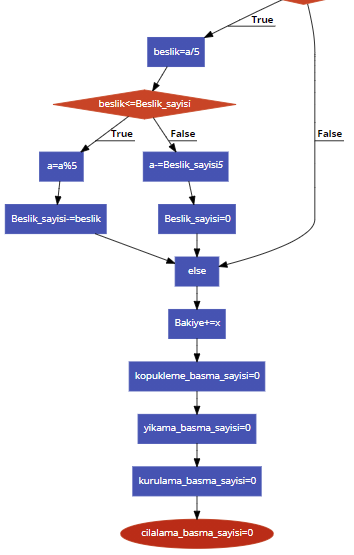 True
beslik=a/5
beslik<=Beslik_sayisi
True
False
False
a=a%5
a-=Beslik_sayisi5
Beslik_sayisi-=beslik
Beslik_sayisi=0
else
Bakiye+=x
kopukleme_basma_sayisi=0
yikama_basma_sayisi=0
kurulama_basma_sayisi=0
cilalama_basma_sayisi=0